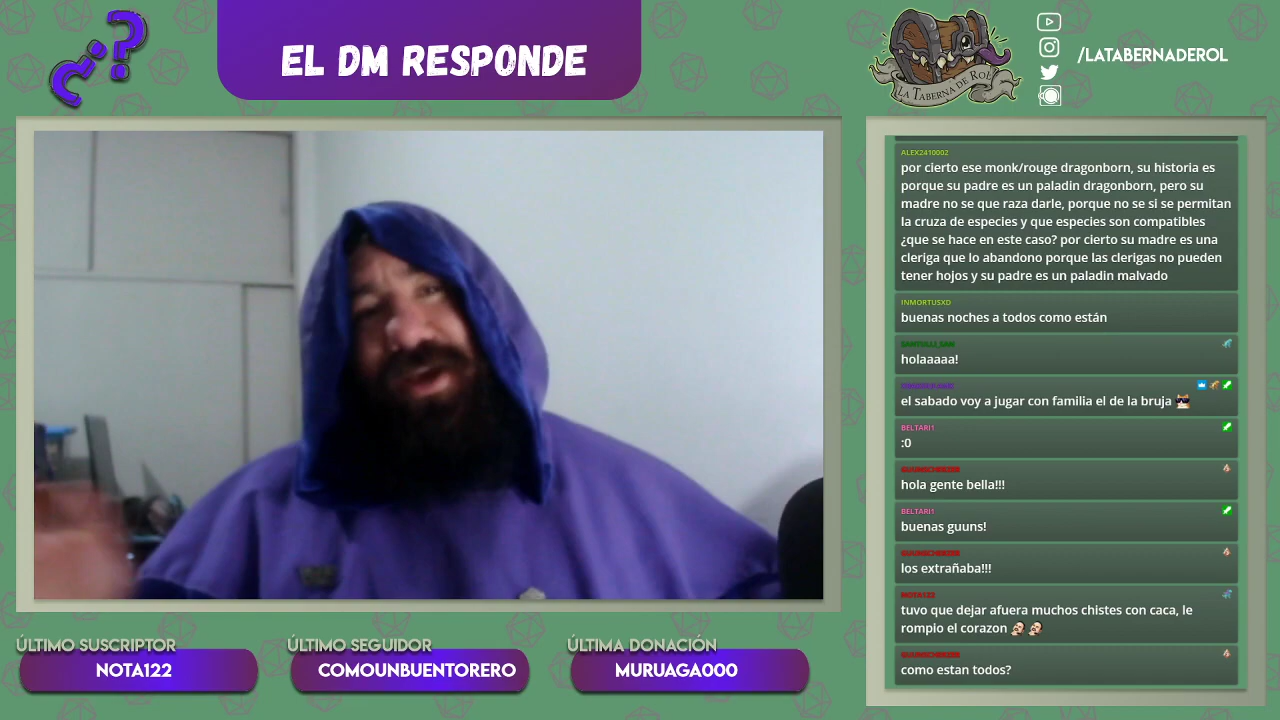 EL DM RESPONDE
LA TABERNA DE ROL
/LATABERNADEROL
ALEX2410002
por cierto ese monk/rouge dragonborn, su historia es
porque su padre es un paladin dragonborn, pero su
madre no se que raza darle, porque no se si se permitan
la cruza de especies y que especies son compatibles
¿que se hace en este caso? por cierto su madre es una
cleriga que lo abandono porque las clerigas no pueden
tener hojos y su padre es un paladin malvado
INMORTUSXD
buenas noches a todos como están
holaaaaa!
el sabado voy a jugar con familia el de la bruja
BELTARI1
:0
hola gente bella!!!
BELTARI1
buenas guuns!
los extrañaba!!!
NOTA122
tuvo que dejar afuera muchos chistes con caca, le
rompio el corazon
como estan todos?
ÚLTIMO SUSCRIPTOR
NOTA122
ÚLTIMO SEGUIDOR
COMOUNBUENTORERO
ÚLTIMA DONACIÓN
MURUAGA000